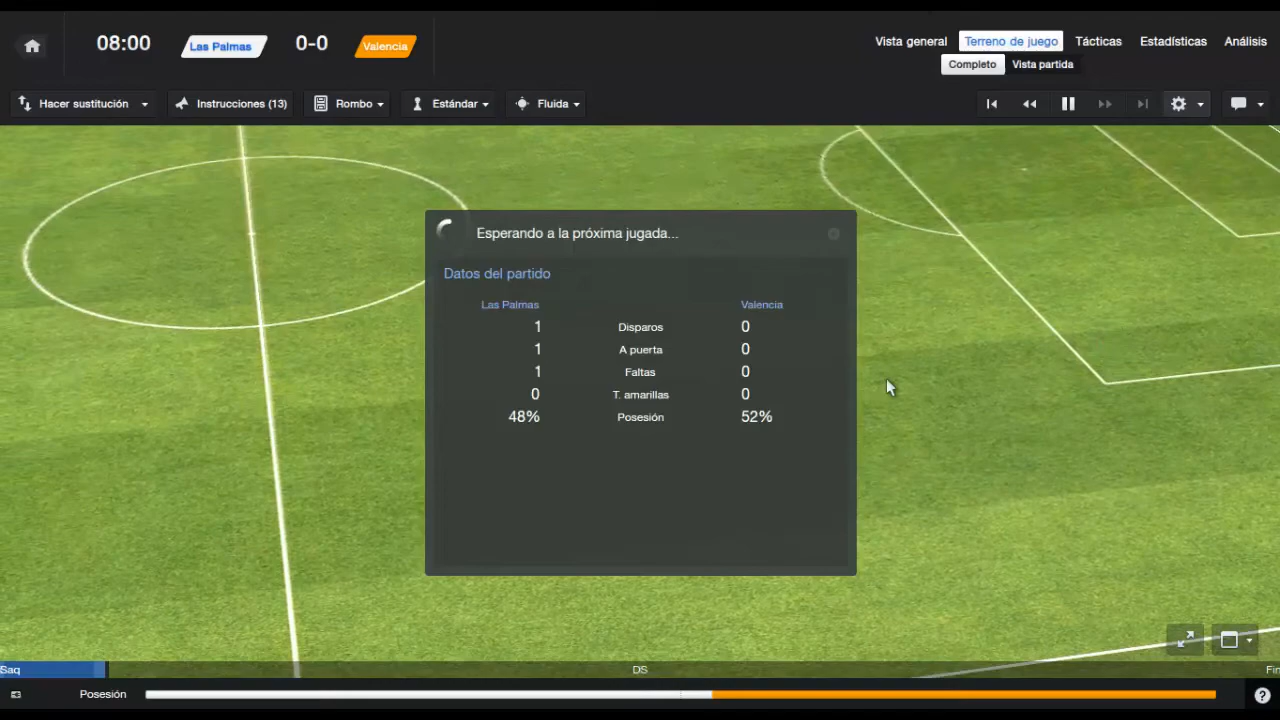 08:00 Las Palmas 0-0 Valencia
Vista general Terreno de juego Tácticas Estadísticas Análisis
Completo Vista partida
Hacer sustitución Instrucciones (13) Rombo Estándar Fluida
Esperando a la próxima jugada...
Datos del partido
Las Palmas Valencia
1 Disparos 0
1 A puerta 0
1 Faltas 0
0 T. amarillas 0
48% Posesión 52%
Saq DS Fin
Posesión ?